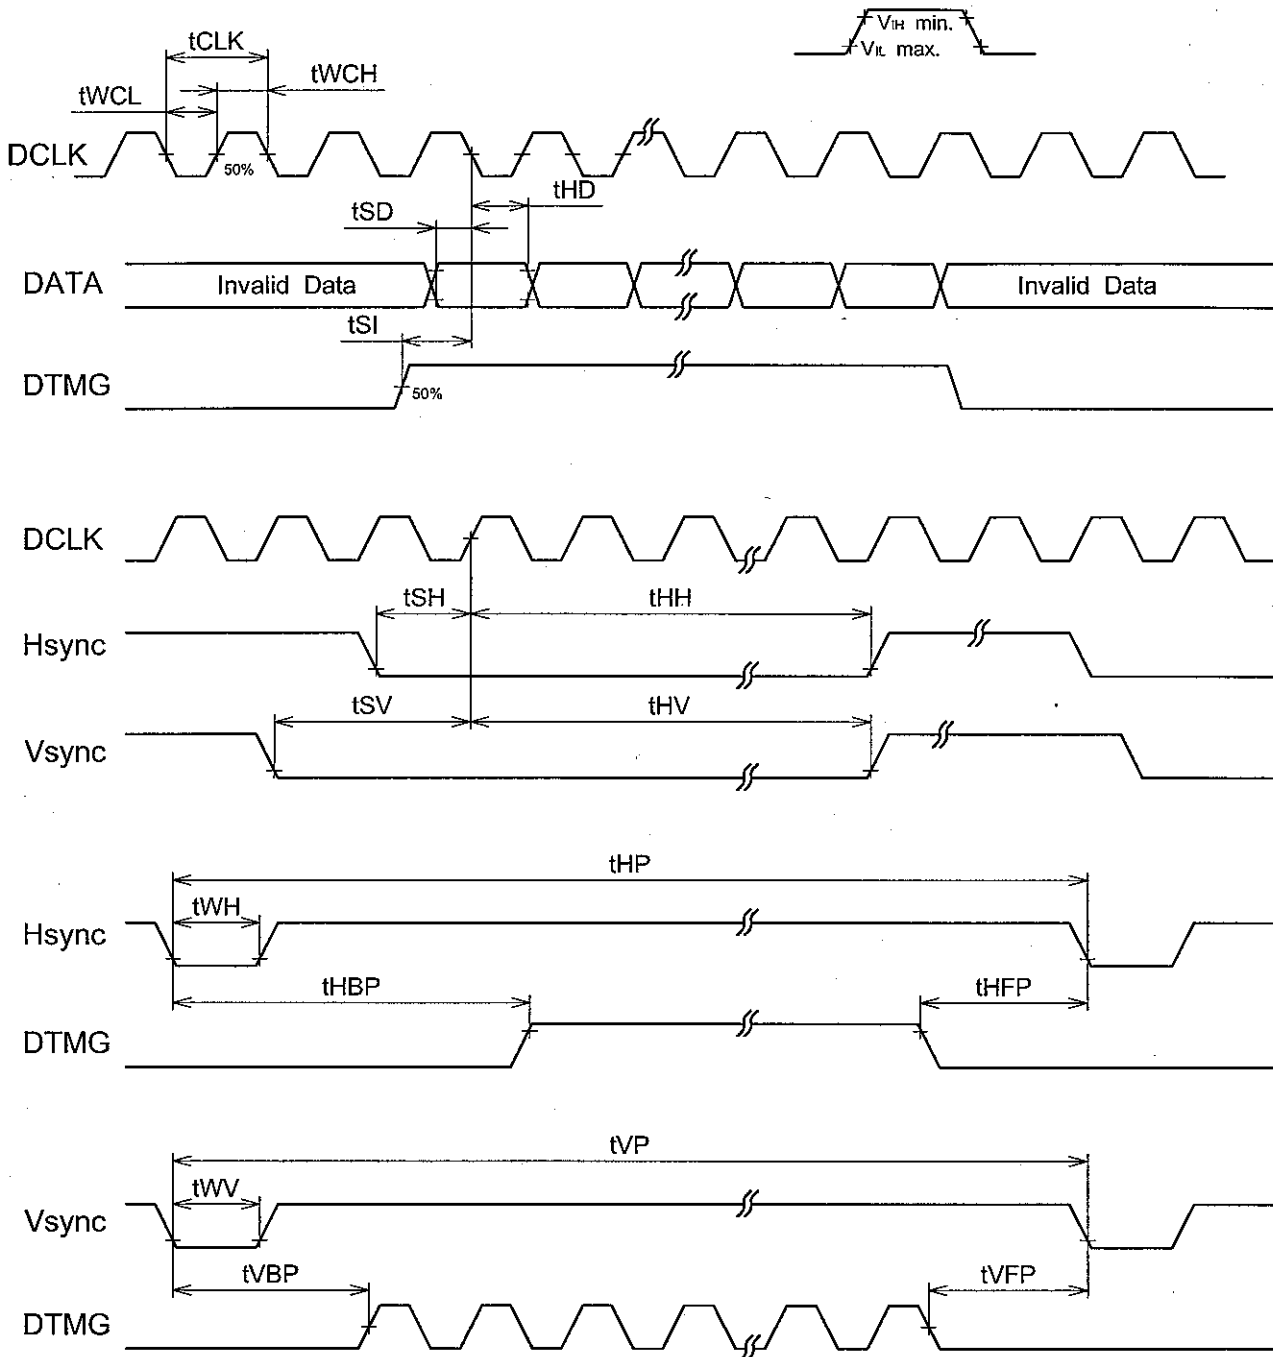 VIH min.
VIL max.
tCLK
tWCH
tWCL
DCLK
50%
tHD
tSD
DATA
Invalid Data
Invalid Data
tSI
DTMG
50%
DCLK
tSH
tHH
Hsync
tSV
tHV
Vsync
tHP
tWH
Hsync
tHBP
tHFP
DTMG
tVP
tWV
Vsync
tVBP
tVFP
DTMG